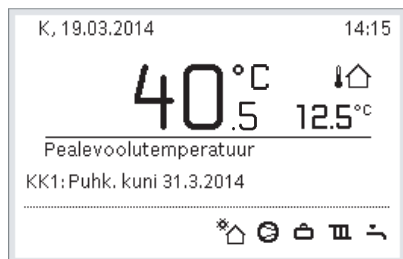 K, 19.03.2014 14:15
40.5 °C 12.5 °C
Pealevoolutemperatuur
KK1: Puhk. kuni 31.3.2014